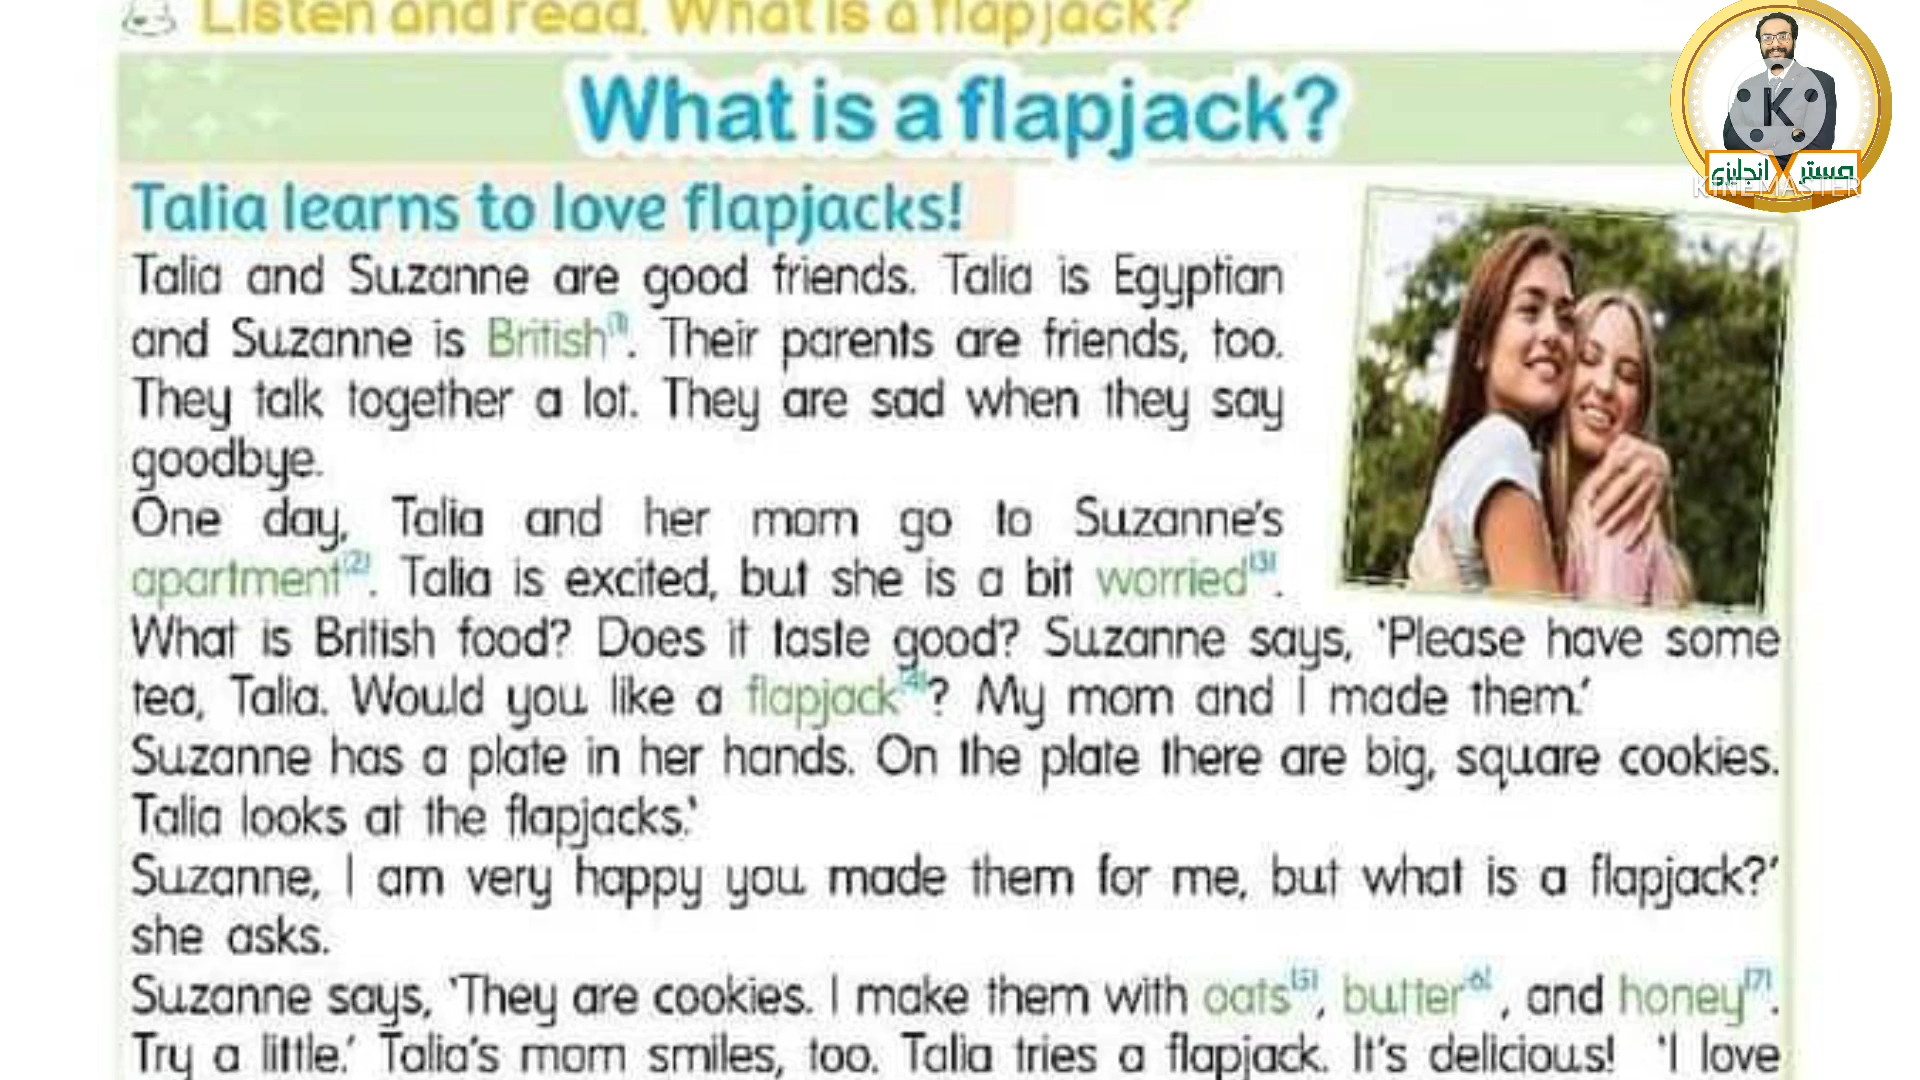 Listen and read. What is a flapjack?
What is a flapjack?
مستر X انجليزي
K
KINEMASTER
Talia learns to love flapjacks!
Talia and Suzanne are good friends. Talia is Egyptian
and Suzanne is British[1]. Their parents are friends, too.
They talk together a lot. They are sad when they say
goodbye.
One day, Talia and her mom go to Suzanne's
apartment[2]. Talia is excited, but she is a bit worried[3].
What is British food? Does it taste good? Suzanne says, 'Please have some
tea, Talia. Would you like a flapjack[4]? My mom and I made them.'
Suzanne has a plate in her hands. On the plate there are big, square cookies.
Talia looks at the flapjacks.'
Suzanne, I am very happy you made them for me, but what is a flapjack?'
she asks.
Suzanne says, 'They are cookies. I make them with oats[5], butter[6], and honey[7].
Try a little.' Talia's mom smiles, too. Talia tries a flapjack. It's delicious! 'I love